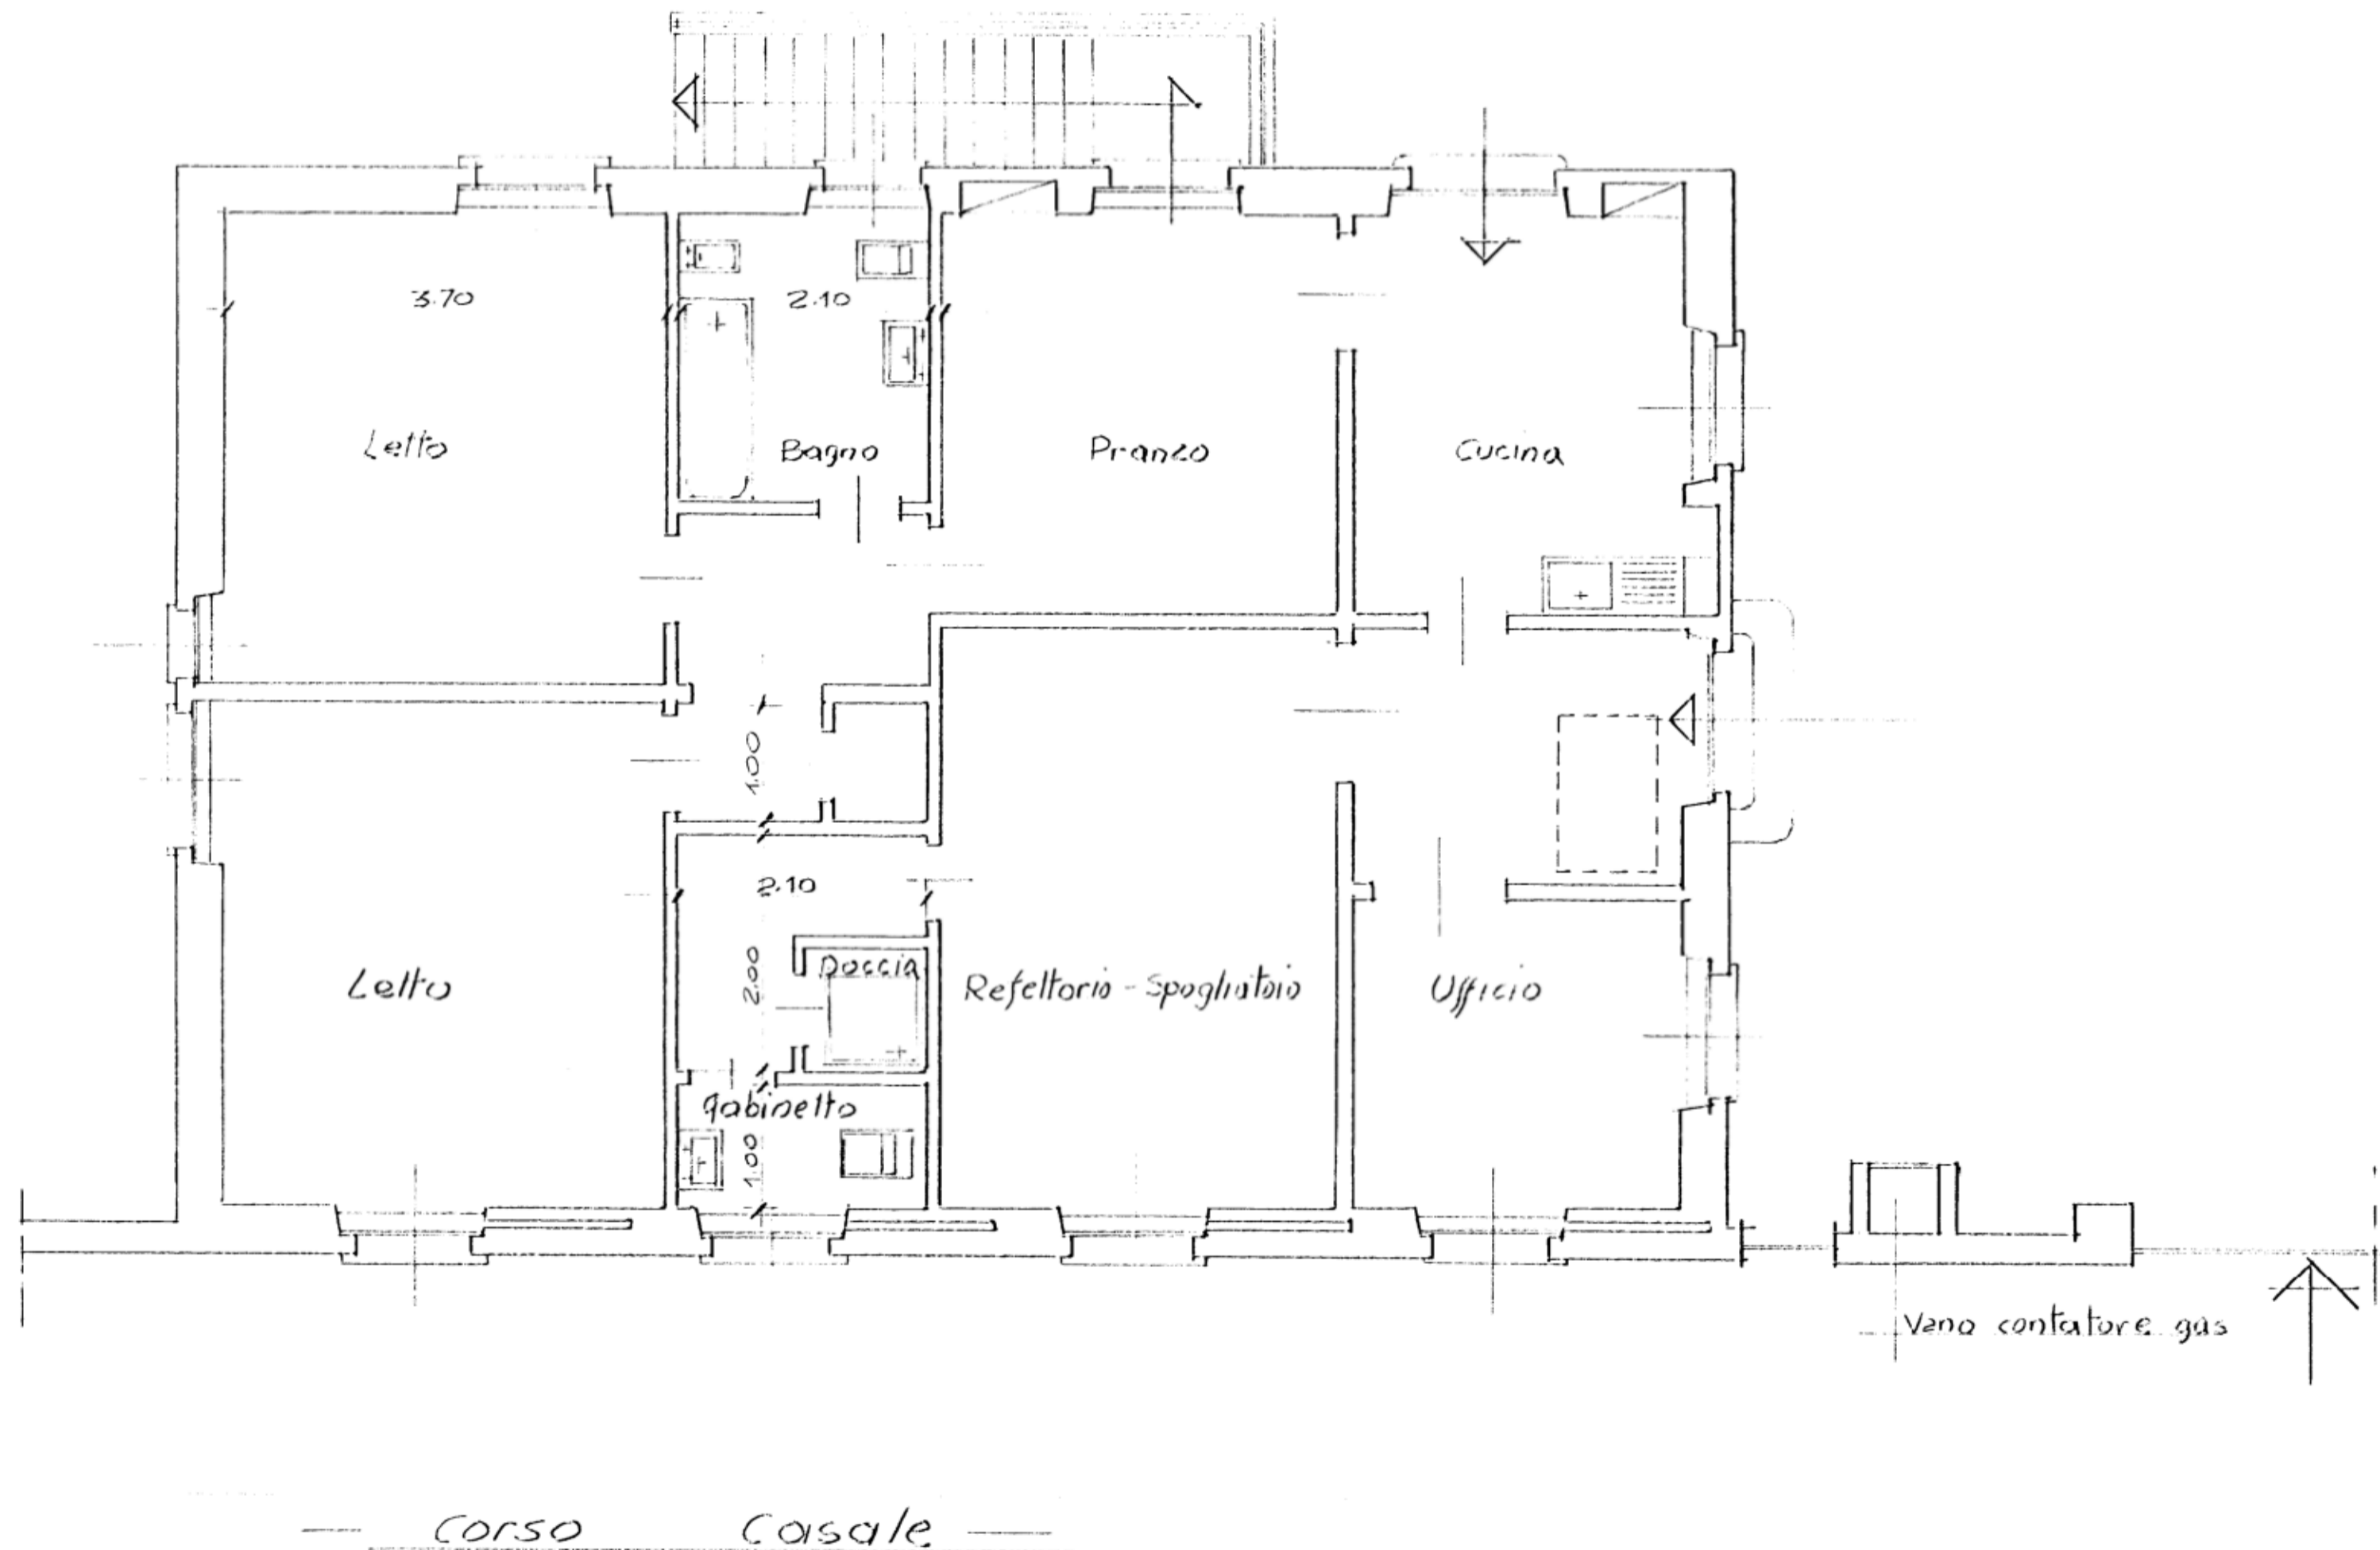 3.70
2.10
Letto
Bagno
Pranzo
Cucina
1.00
2.10
2.00
Doccia
Letto
Refettorio - Spogliatoio
Ufficio
gabinetto
1.00
Vano contatore gas
Corso Casale